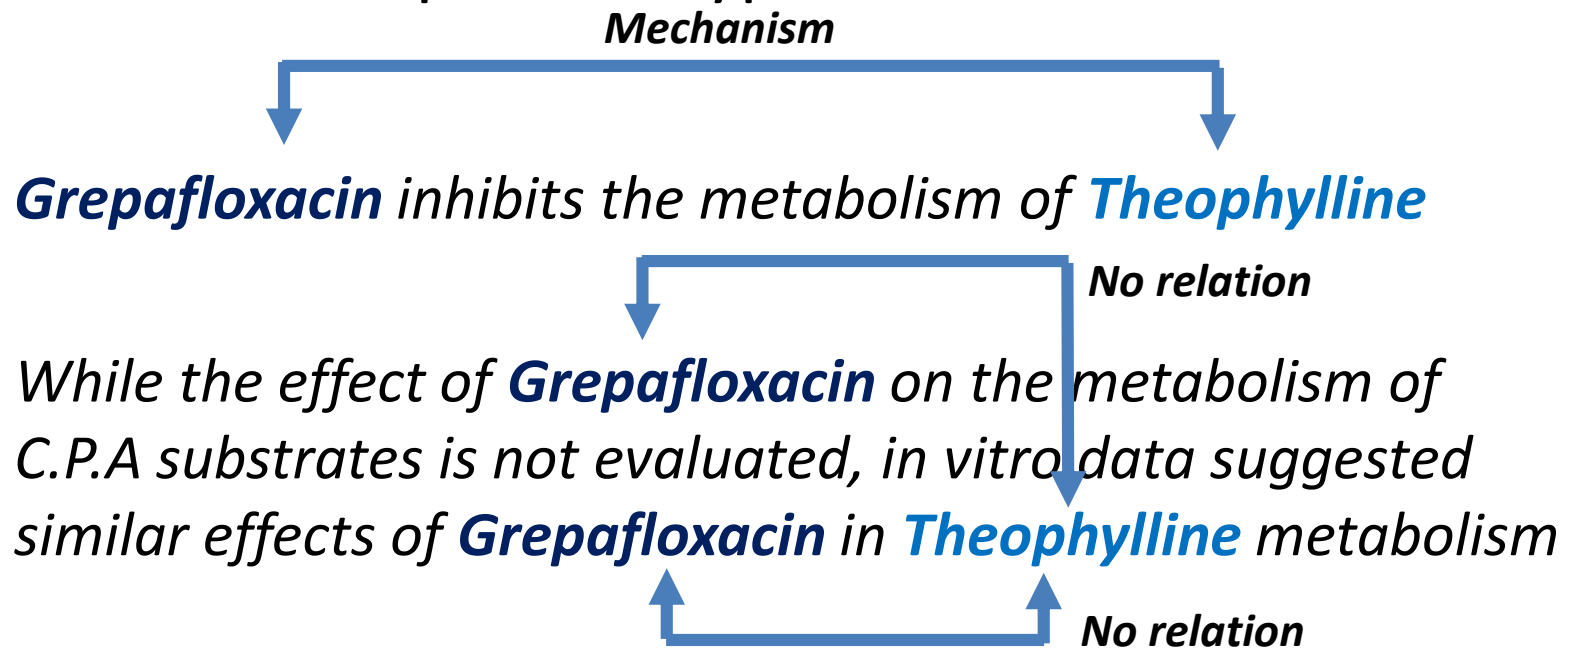 Mechanism
Grepafloxacin inhibits the metabolism of Theophylline
No relation
While the effect of Grepafloxacin on the metabolism of
C.P.A substrates is not evaluated, in vitro data suggested
similar effects of Grepafloxacin in Theophylline metabolism
No relation